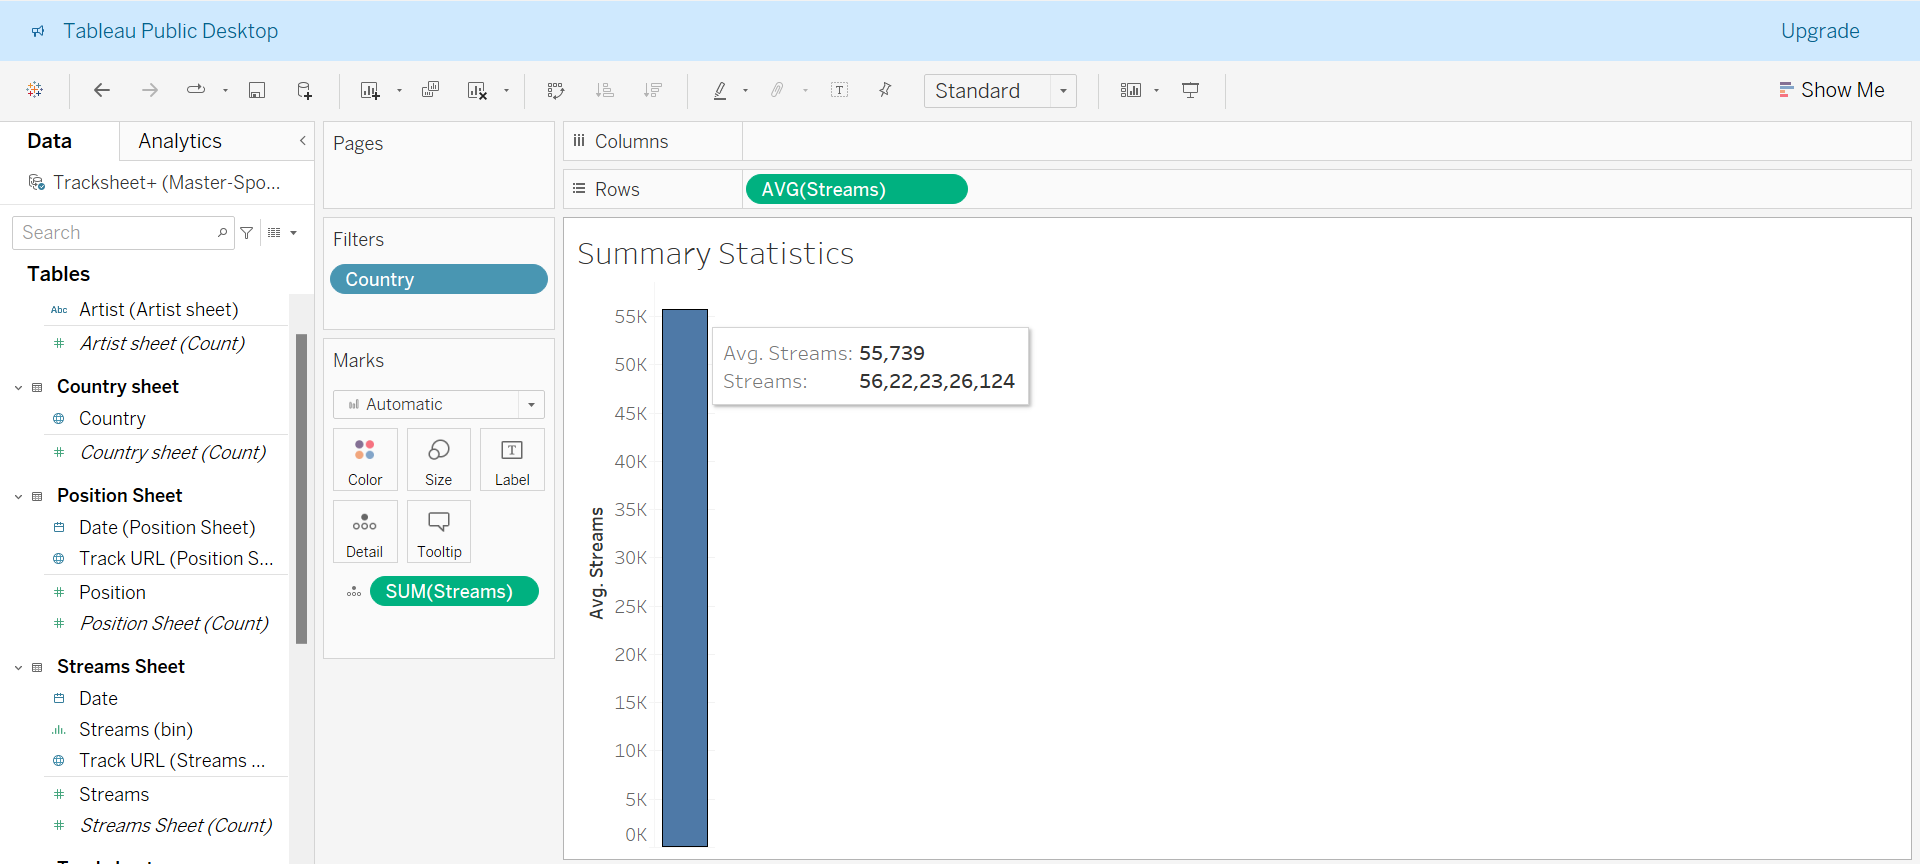 Tableau Public Desktop
Upgrade
Standard
Show Me
Data
Analytics
Tracksheet+ (Master-Spo...
Search
Tables
Abc Artist (Artist sheet)
Artist sheet (Count)
Country sheet
Country
Country sheet (Count)
Position Sheet
Date (Position Sheet)
Track URL (Position S...
Position
Position Sheet (Count)
Streams Sheet
Date
Streams (bin)
Track URL (Streams ...
Streams
Streams Sheet (Count)
Pages
Filters
Country
Marks
Automatic
Color
Size
Label
Detail
Tooltip
SUM(Streams)
Columns
Rows
AVG(Streams)
Summary Statistics
Avg. Streams
55K
50K
45K
40K
35K
30K
25K
20K
15K
10K
5K
0K
Avg. Streams: 55,739
Streams: 56,22,23,26,124